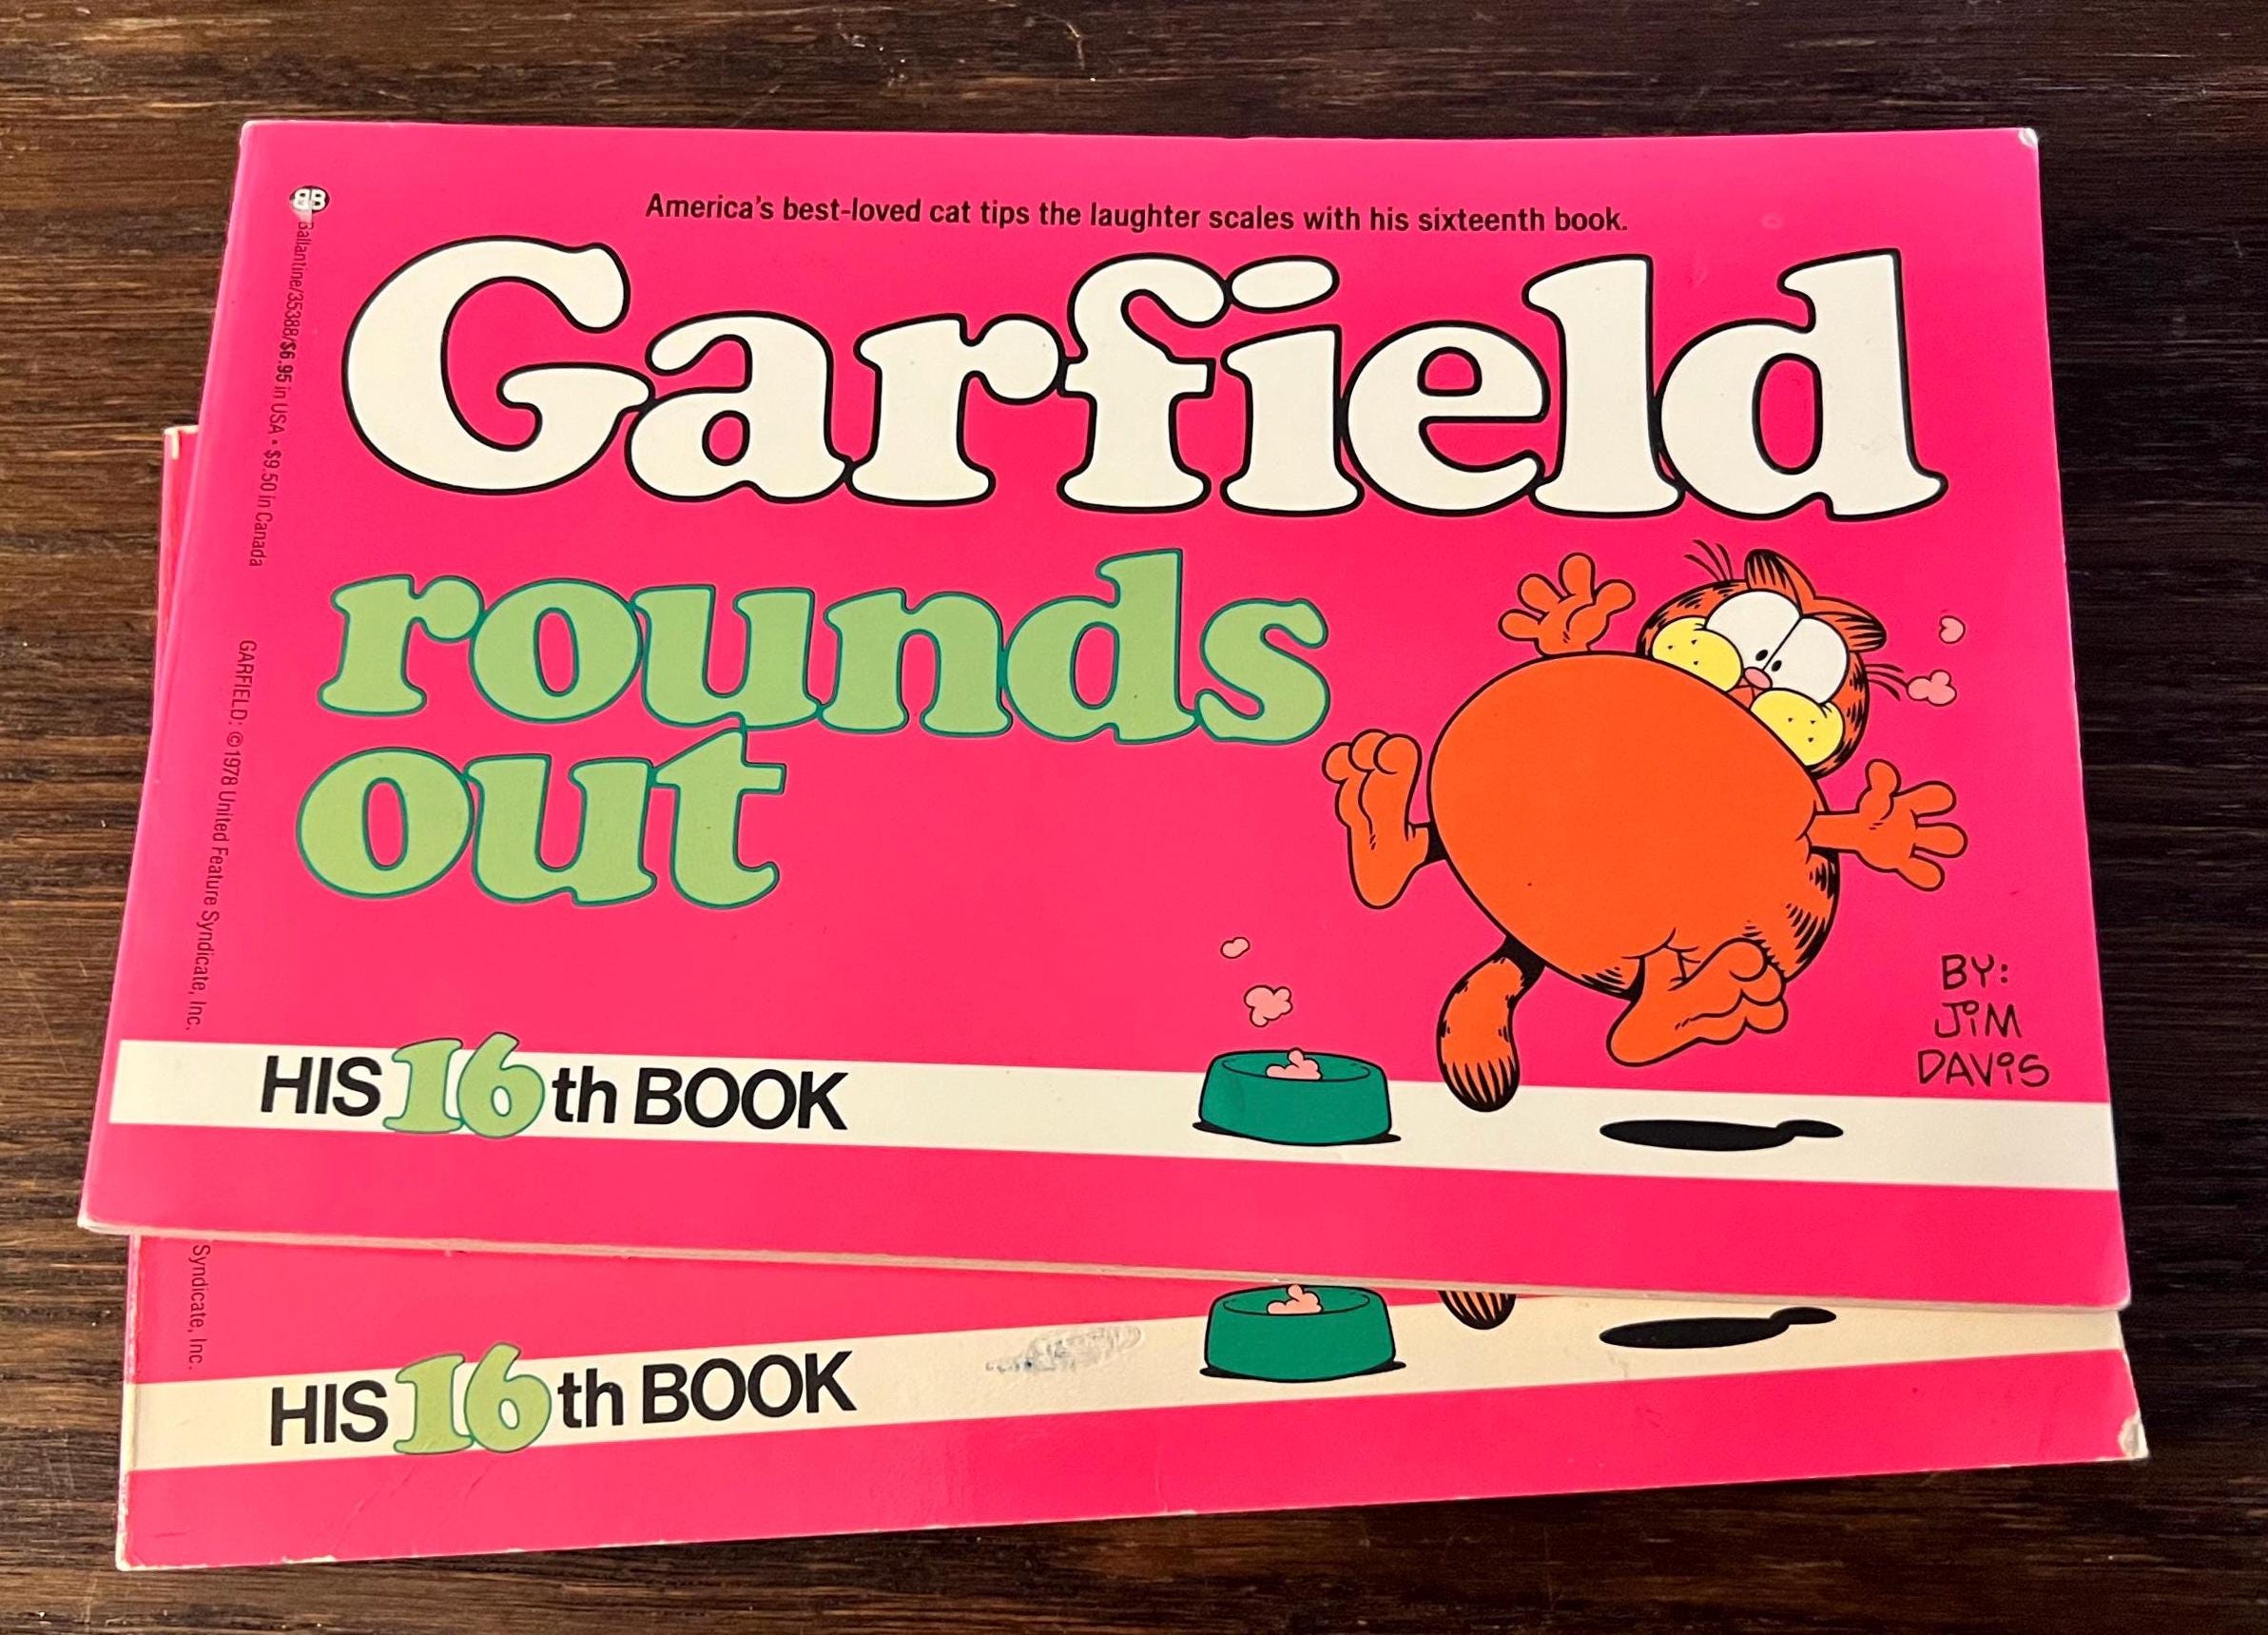 America's best-loved cat tips the laughter scales with his sixteenth book.
BB
Ballantine/35388/$6.95 in USA • $9.50 in Canada
Garfield
rounds
out
GARFIELD: © 1978 United Feature Syndicate, Inc.
BY:
JIM
DAVIS
HIS 16th BOOK
Syndicate, Inc.
HIS 16th BOOK